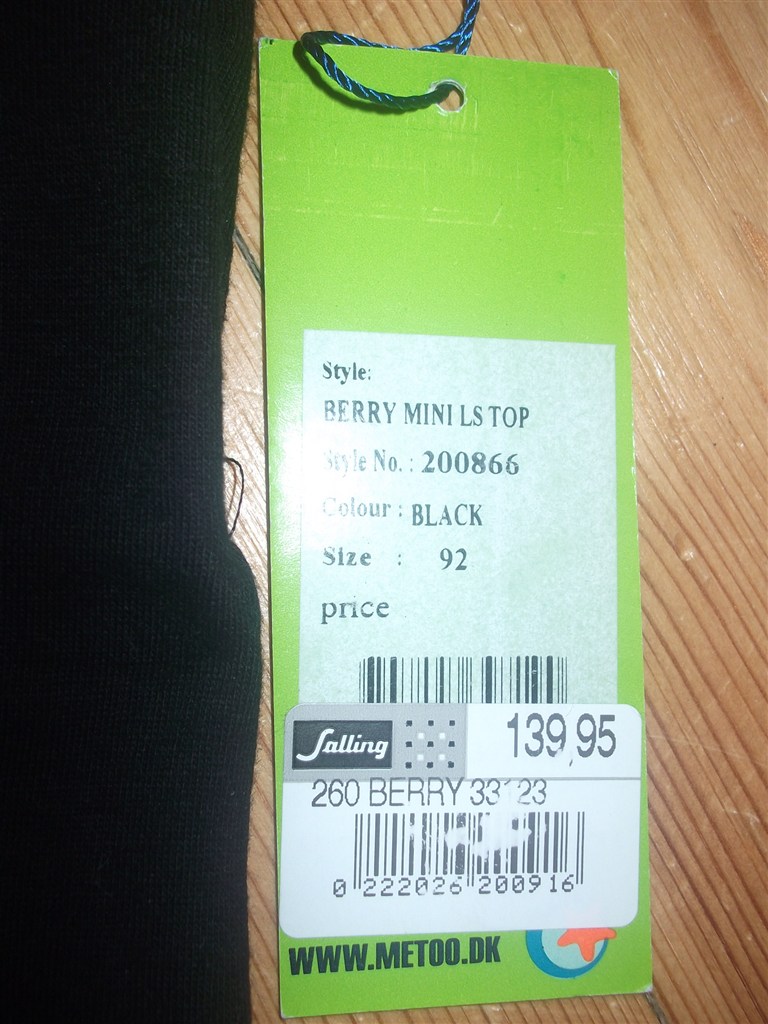 Style:
BERRY MINI LS TOP
Style No. : 200866
Colour : BLACK
Size : 92
price
Salling
139,95
260 BERRY 33123
0 222026 200916
WWW.METOO.DK